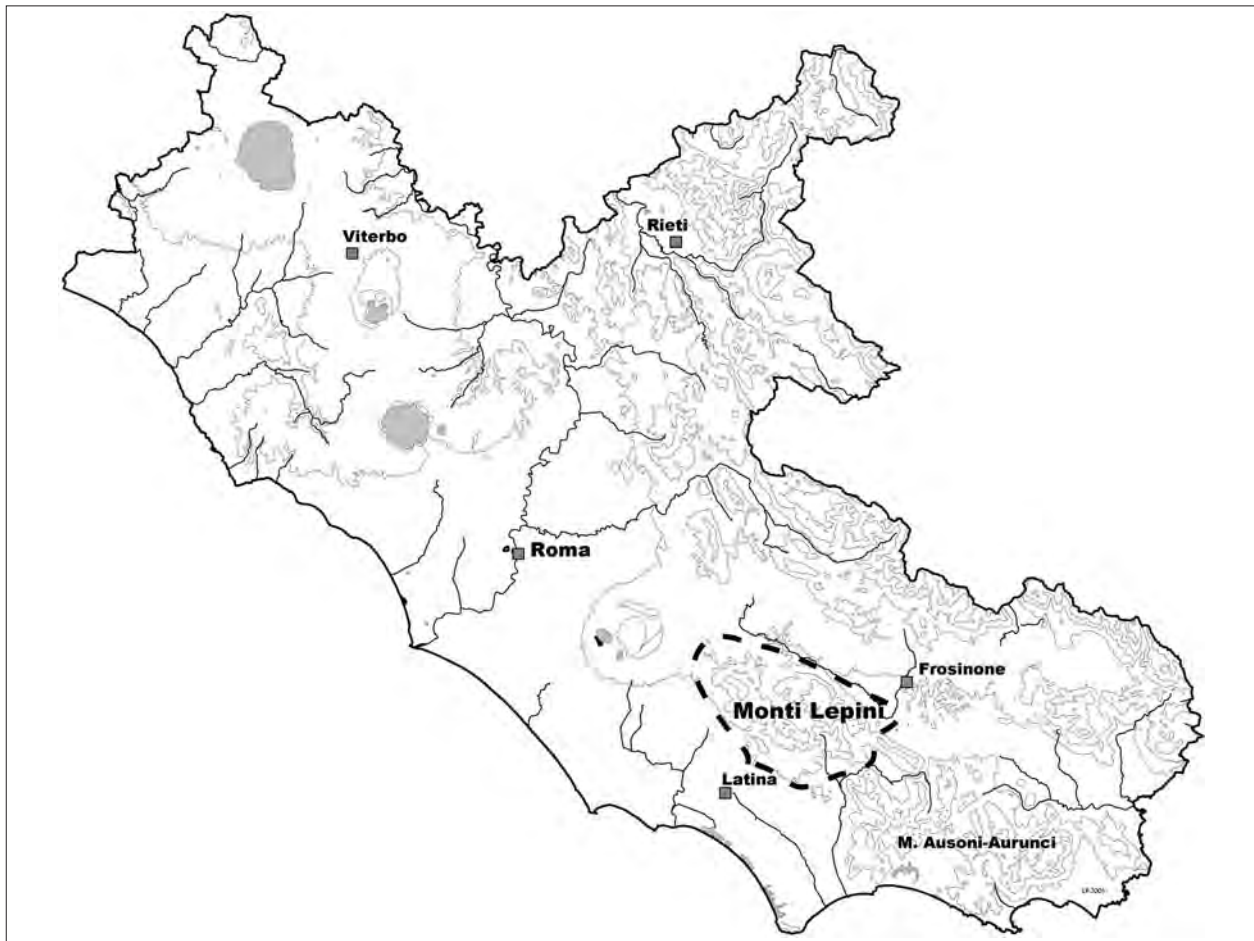 Viterbo
Rieti
Roma
Frosinone
Monti Lepini
Latina
M. Ausoni-Aurunci